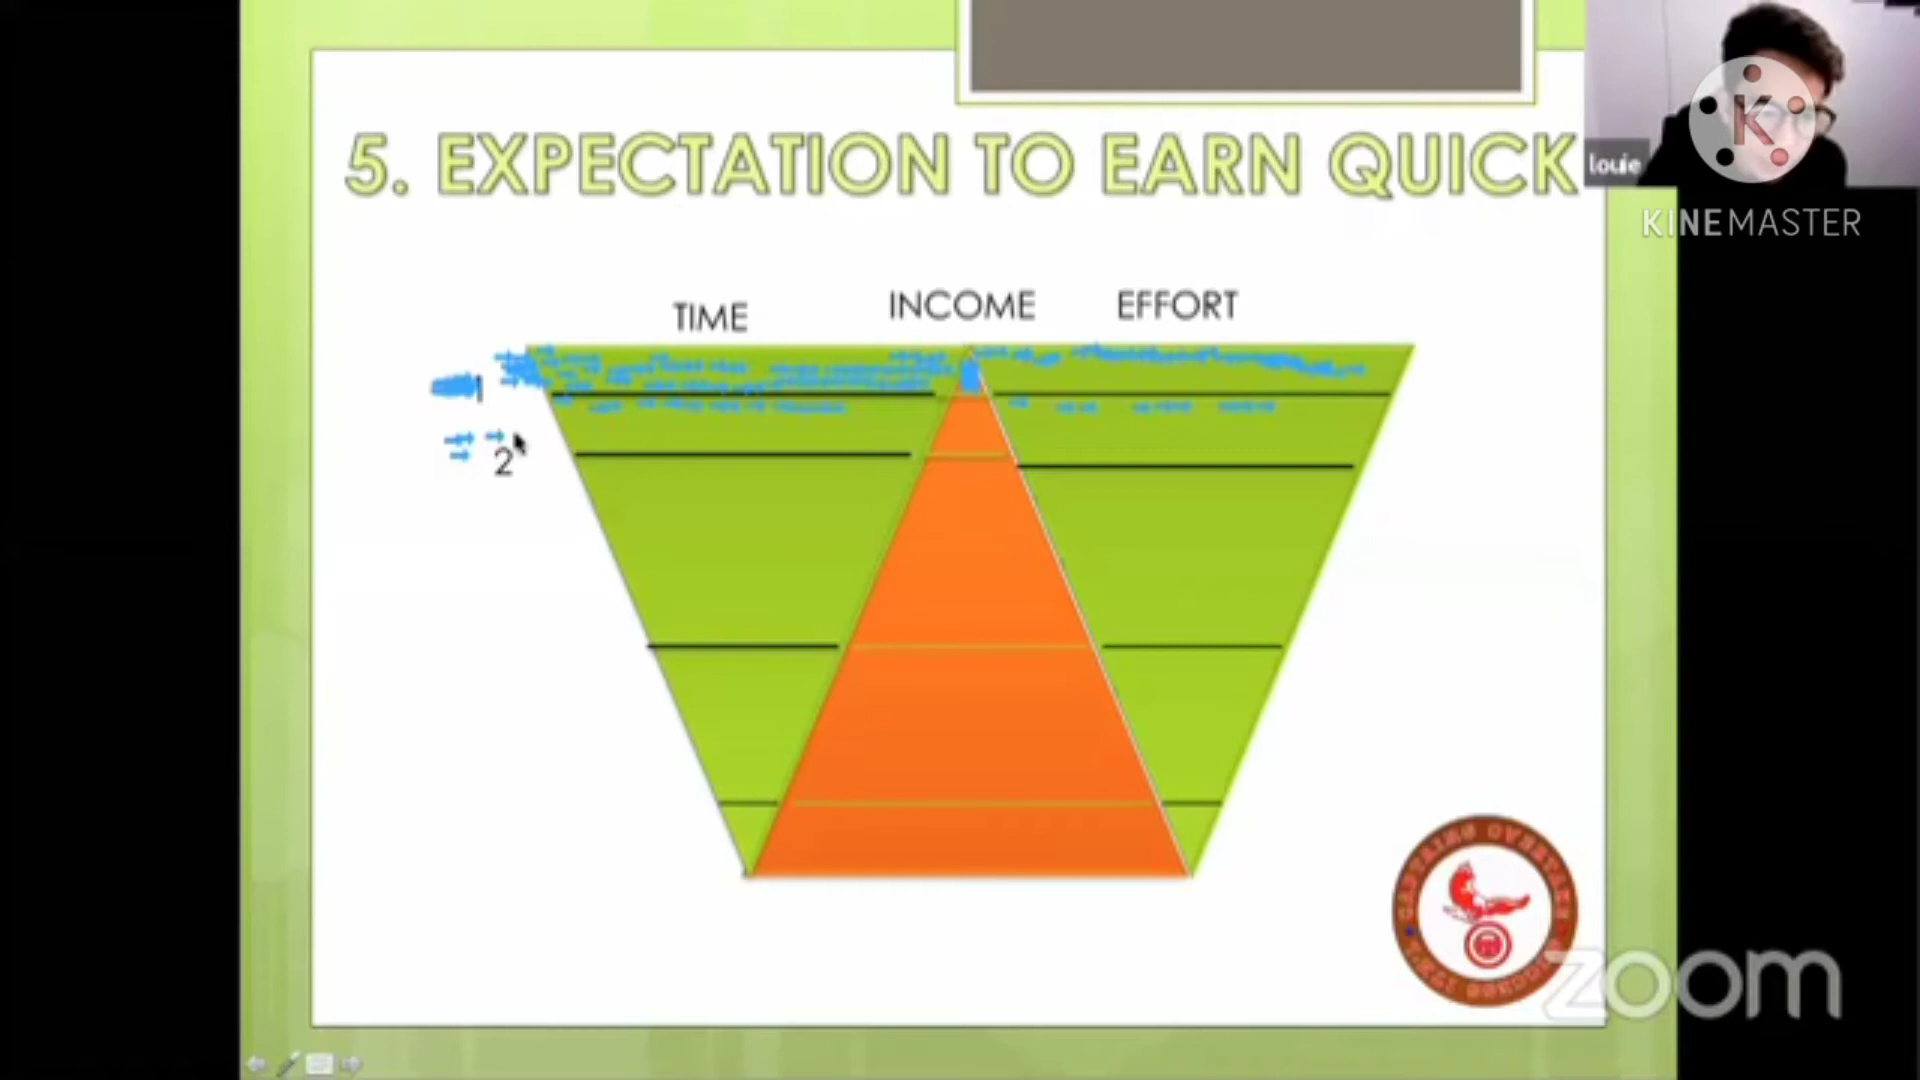 5. EXPECTATION TO EARN QUICK
louie
K
KINEMASTER
TIME
INCOME
EFFORT
1
2
zoom